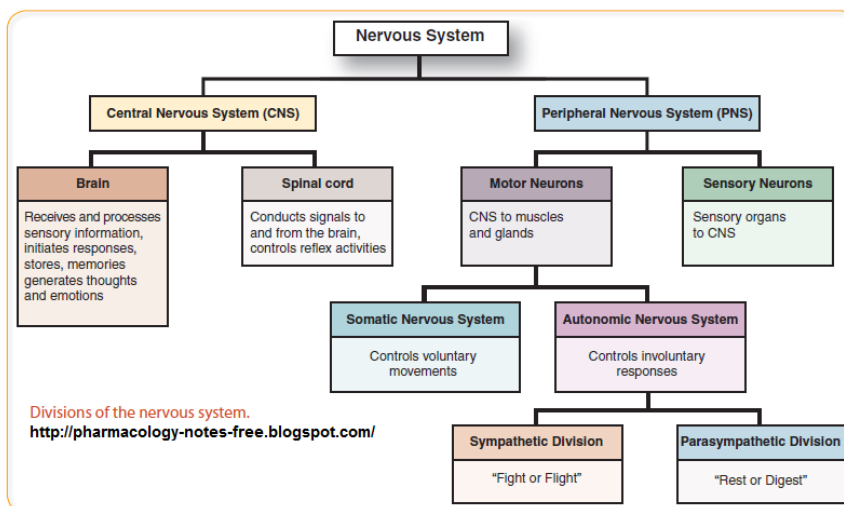 Nervous System
Central Nervous System (CNS)
Peripheral Nervous System (PNS)
Brain
Receives and processes
sensory information,
initiates responses,
stores, memories
generates thoughts
and emotions
Spinal cord
Conducts signals to
and from the brain,
controls reflex activities
Motor Neurons
CNS to muscles
and glands
Sensory Neurons
Sensory organs
to CNS
Somatic Nervous System
Controls voluntary
movements
Autonomic Nervous System
Controls involuntary
responses
Divisions of the nervous system.
http://pharmacology-notes-free.blogspot.com/
Sympathetic Division
“Fight or Flight”
Parasympathetic Division
“Rest or Digest”